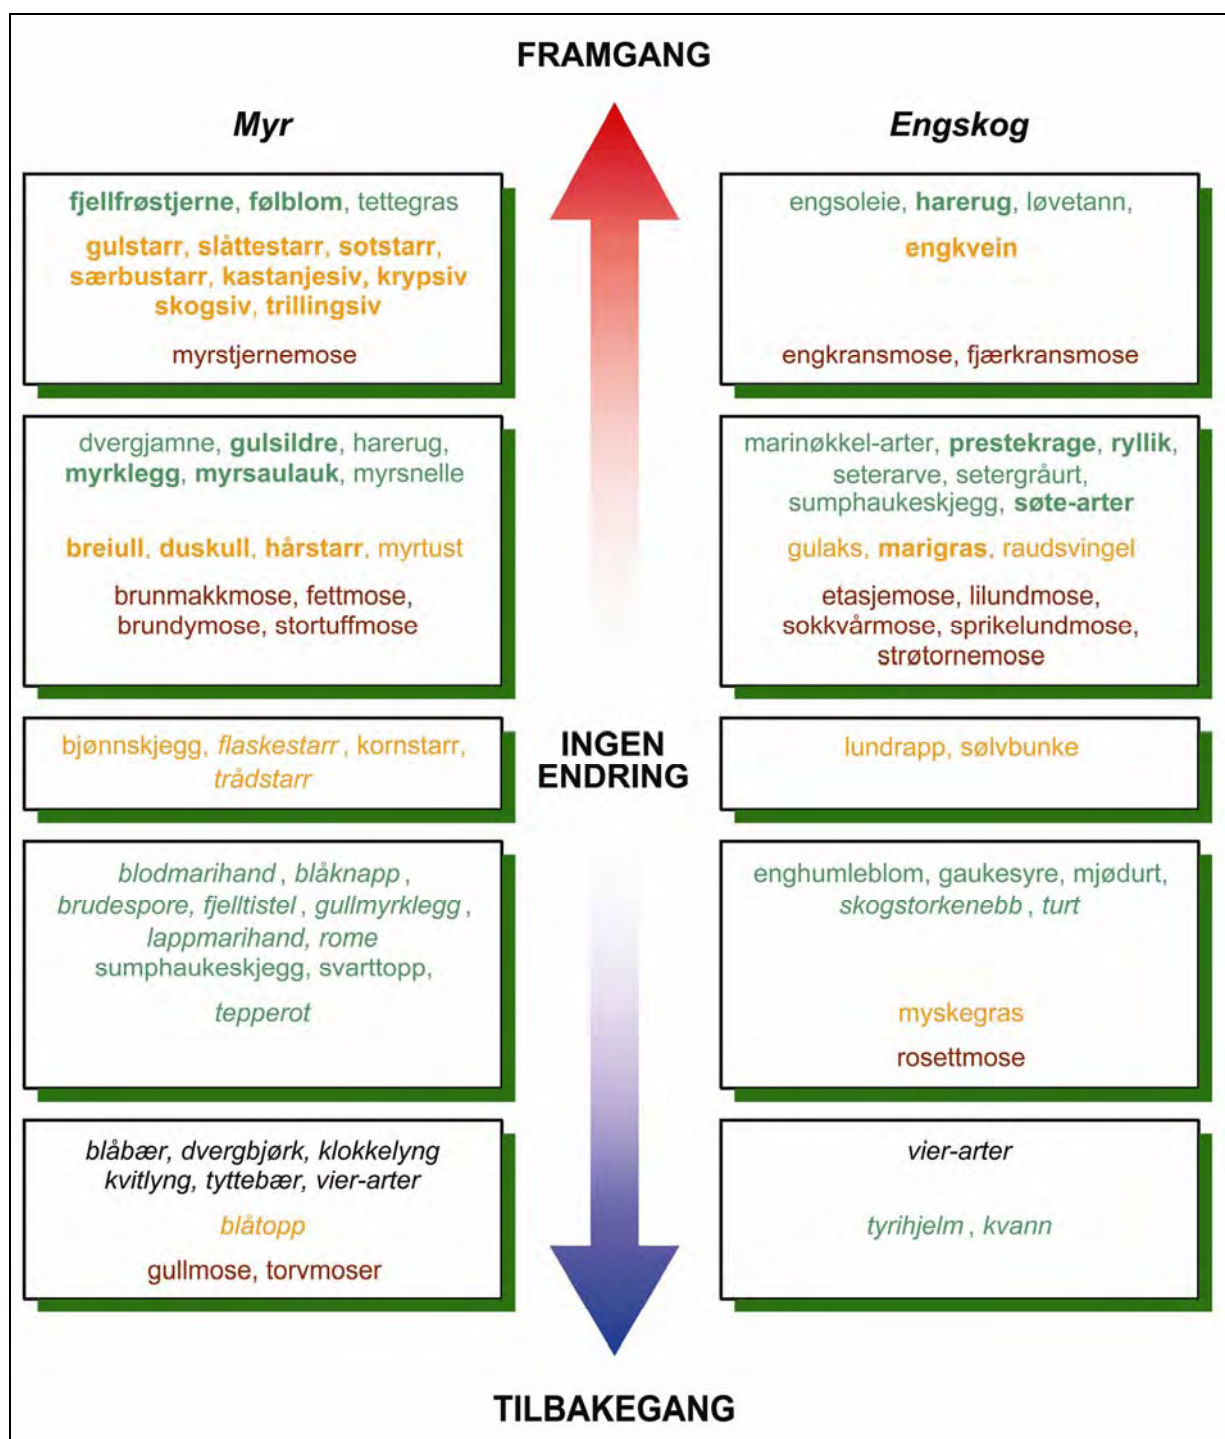 FRAMGANG
Myr
fjellfrøstjerne, følblom, tettegras
gulstarr, slåttestarr, sotstarr,
særbustarr, kastanjesiv, krypsiv
skogsiv, trillingsiv
myrstjernemose
dvergjamne, gulsildre, harerug,
myrklegg, myrsaulauk, myrsnelle
breiull, duskull, hårstarr, myrtust
brunmakkmose, fettmose,
brundymose, stortuffmose
bjønnskjegg, flaskestarr, kornstarr,
trådstarr
blodmarihand, blåknapp,
brudespore, fjelltistel, gullmyrklegg,
lappmarihand, rome
sumphaukeskjegg, svarttopp,
tepperot
blåbær, dvergbjørk, klokkelyng
kvitlyng, tyttebær, vier-arter
blåtopp
gullmose, torvmoser
INGEN
ENDRING
Engskog
engsoleie, harerug, løvetann,
engkvein
engkransmose, fjærkransmose
marinøkkel-arter, prestekrage, ryllik,
seterarve, setergråurt,
sumphaukeskjegg, søte-arter
gulaks, marigras, raudsvingel
etasjemose, lilundmose,
sokkvårmose, sprikelundmose,
strøtornemose
lundrapp, sølvbunke
enghumleblom, gaukesyre, mjødurt,
skogstorkenebb, turt
myskegras
rosettmose
vier-arter
tyrihjelm, kvann
TILBAKEGANG